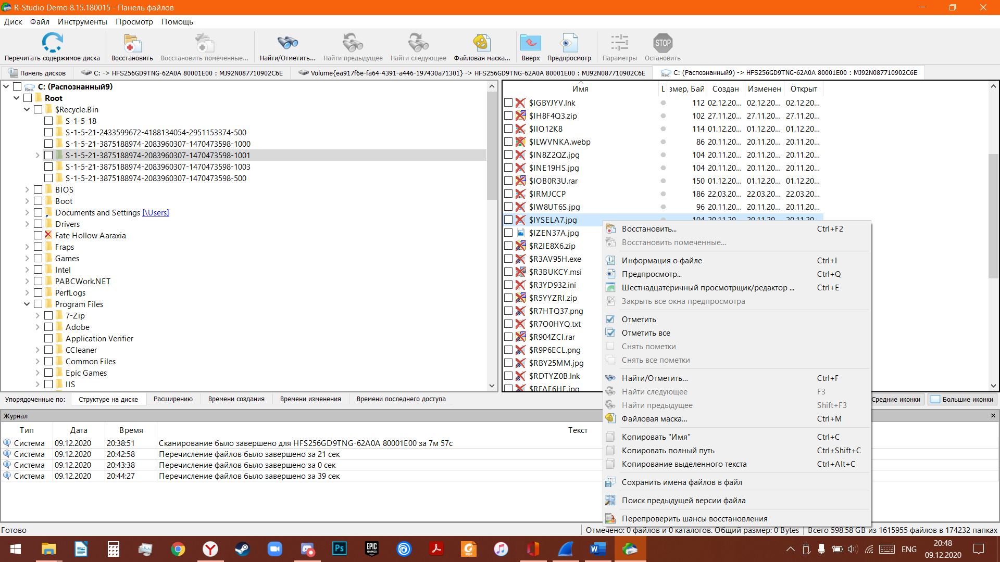 R-Studio Demo 8.15.180015 - Панель файлов
Диск Файл Инструменты Просмотр Помощь
Перечитать содержимое диска Восстановить Восстановить помеченные... Найти/Отметить... Найти предыдущее Найти следующее Файловая маска... Вверх Предпросмотр Параметры STOP Остановить
Панель дисков C: -> HFS256GD9TNG-62A0A 80001E00 : MJ92N087710902C6E Volume{ea917f6e-fa64-4391-a446-197430a71301} -> HFS256GD9TNG-62A0A 80001E00 : MJ92N087710902C6E C: (Распознанный9) -> HFS256GD9TNG-62A0A 80001E00 : MJ92N087710902C6E
Rec. C: (Распознанный9)
Root
$Recycle.Bin
S-1-5-18
S-1-5-21-2433599672-4188134054-2951153374-500
S-1-5-21-3875188974-2083960307-1470473598-1000
S-1-5-21-3875188974-2083960307-1470473598-1001
S-1-5-21-3875188974-2083960307-1470473598-1003
S-1-5-21-3875188974-2083960307-1470473598-500
BIOS
Boot
Documents and Settings [\Users]
Drivers
Fate Hollow Aaraxia
Fraps
Games
Intel
PABCWork.NET
PerfLogs
Program Files
7-Zip
Adobe
Application Verifier
CCleaner
Common Files
Epic Games
IIS
Имя L змер, Бай Создан Изменен Открыт
$IGBYJYV.lnk 112 02.12.20... 02.12.20... 02.12.20...
$IH8F4Q3.zip 102 27.11.20... 27.11.20... 27.11.20...
$IIO12K8 114 01.12.20... 01.12.20... 01.12.20...
$ILWVNKA.webp 86 20.11.20... 20.11.20... 20.11.20...
$IN8Z2QZ.jpg 104 20.11.20... 20.11.20... 20.11.20...
$INE19HS.jpg 104 20.11.20... 20.11.20... 20.11.20...
$IOB0R3U.rar 150 01.12.20... 01.12.20... 01.12.20...
$IRMJCCP 186 22.03.20... 22.03.20... 22.03.20...
$IW8UT6S.jpg 96 20.11.20... 20.11.20... 20.11.20...
$IYSELA7.jpg 104 20.11.20... 20.11.20... 20.11.20...
$IZEN37A.jpg
$R2IE8X6.zip
$R3AV95H.exe
$R3BUKCY.msi
$R3YD932.ini
$R5YYZRI.zip
$R7HTQ37.png
$R7O0HYQ.txt
$R904ZCI.rar
$R9P6ECL.png
$RBY25MM.jpg
$RDTYZ0B.lnk
$RFAF6HF.jpg
Восстановить... Ctrl+F2
Восстановить помеченные...
Информация о файле Ctrl+I
Предпросмотр... Ctrl+Q
Шестнадцатеричный просмотрщик/редактор ... Ctrl+E
Закрыть все окна предпросмотра
Отметить
Отметить все
Снять пометки
Снять все пометки
Найти/Отметить... Ctrl+F
Найти следующее F3
Найти предыдущее Shift+F3
Файловая маска... Ctrl+M
Копировать "Имя" Ctrl+C
Копировать полный путь Ctrl+Shift+C
Копирование выделенного текста Ctrl+Alt+C
Сохранить имена файлов в файл
Поиск предыдущей версии файла
Перепроверить шансы восстановления
Упорядоченные по: Структуре на диске Расширению Времени создания Времени изменения Времени последнего доступа Средние иконки Большие иконки
Журнал
Тип Дата Время Текст
Система 09.12.2020 20:38:51 Сканирование было завершено для HFS256GD9TNG-62A0A 80001E00 за 7м 57с
Система 09.12.2020 20:42:58 Перечисление файлов было завершено за 21 сек
Система 09.12.2020 20:43:38 Перечисление файлов было завершено за 0 сек
Система 09.12.2020 20:44:27 Перечисление файлов было завершено за 39 сек
Готово Отмечено: 0 файлов и 0 каталогов. Общий размер: 0 Bytes Всего 598.58 GB из 1615955 файлов в 174232 папках
Ps EPIC GAMES PDF W ENG 20:48
09.12.2020